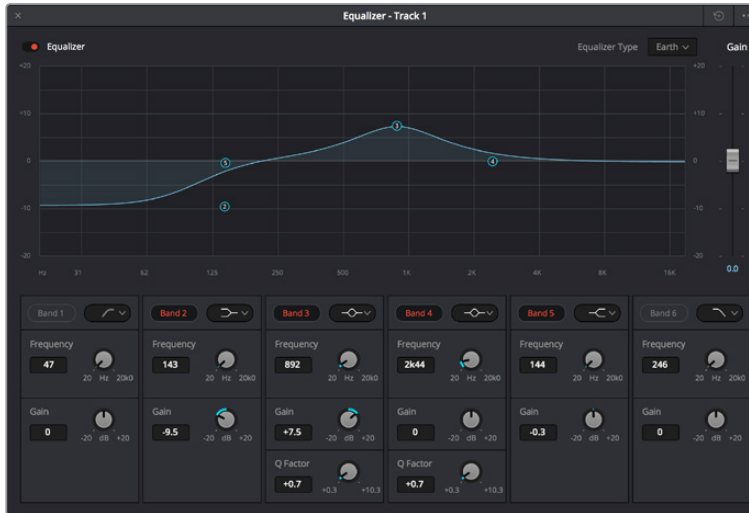 × Equalizer - Track 1
Equalizer Equalizer Type Earth Gain
+20 +20
+10 +10
0 0
-10 -10
-20 -20
Hz 31 62 125 250 500 1K 2K 4K 8K 16K 0.0
5 2 3 4
Band 1 Band 2 Band 3 Band 4 Band 5 Band 6
Frequency Frequency Frequency Frequency Frequency Frequency
47 143 892 2k44 144 246
20 Hz 20k0 20 Hz 20k0 20 Hz 20k0 20 Hz 20k0 20 Hz 20k0 20 Hz 20k0
Gain Gain Gain Gain Gain Gain
0 -9.5 +7.5 0 -0.3 0
-20 dB +20 -20 dB +20 -20 dB +20 -20 dB +20 -20 dB +20 -20 dB +20
Q Factor Q Factor
+0.7 +0.7
+0.3 +10.3 +0.3 +10.3